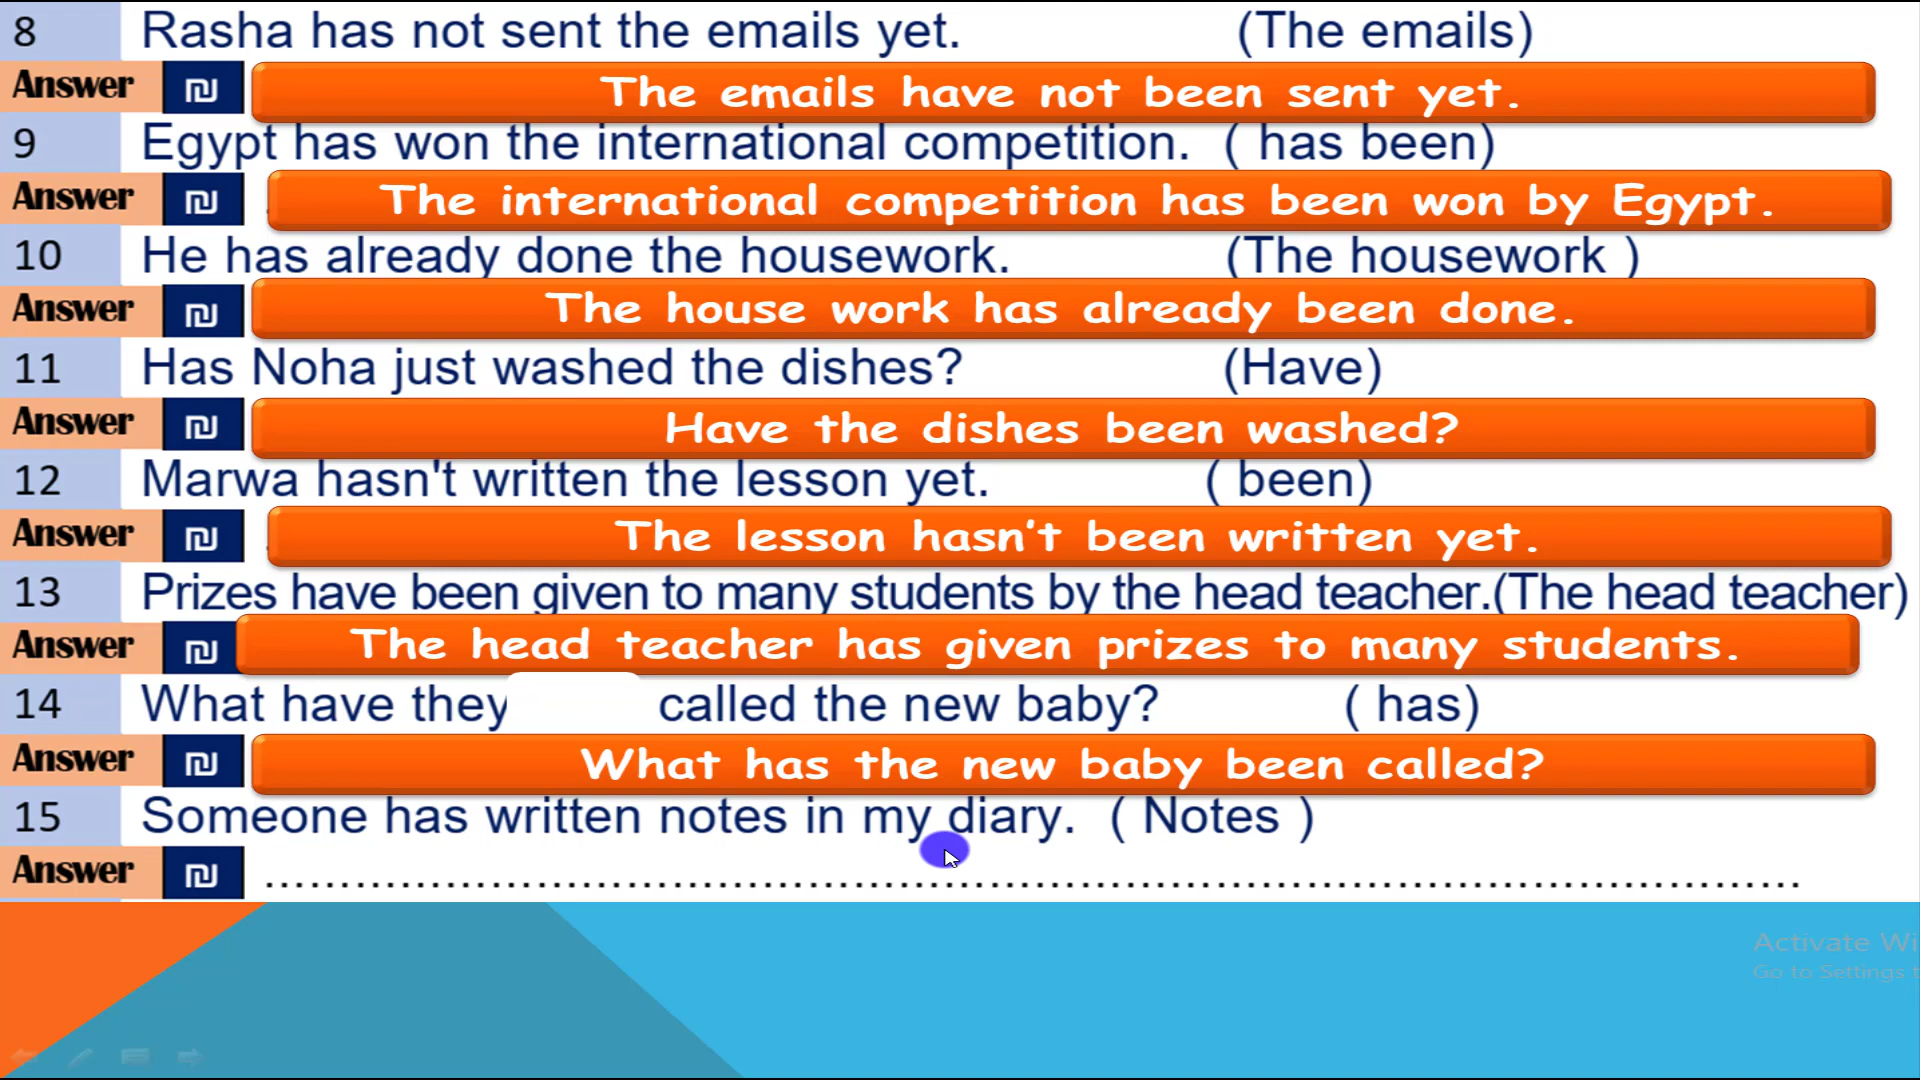 8 Rasha has not sent the emails yet. (The emails)
Answer ₪ The emails have not been sent yet.
9 Egypt has won the international competition. ( has been)
Answer ₪ The international competition has been won by Egypt.
10 He has already done the housework. (The housework )
Answer ₪ The house work has already been done.
11 Has Noha just washed the dishes? (Have)
Answer ₪ Have the dishes been washed?
12 Marwa hasn't written the lesson yet. ( been)
Answer ₪ The lesson hasn't been written yet.
13 Prizes have been given to many students by the head teacher.(The head teacher)
Answer ₪ The head teacher has given prizes to many students.
14 What have they called the new baby? ( has)
Answer ₪ What has the new baby been called?
15 Someone has written notes in my diary. ( Notes )
Answer ₪ ........................................................................................
Activate Wi
Go to Settings t